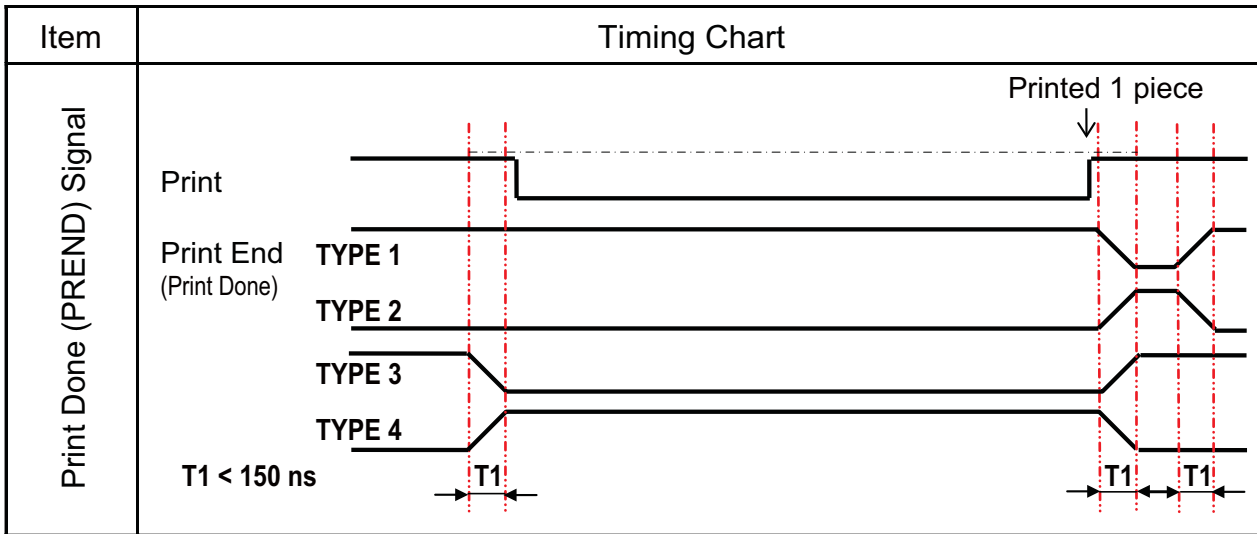 Item
Timing Chart
Print Done (PREND) Signal
Printed 1 piece
Print
Print End
(Print Done)
TYPE 1
TYPE 2
TYPE 3
TYPE 4
T1 < 150 ns
T1
T1
T1